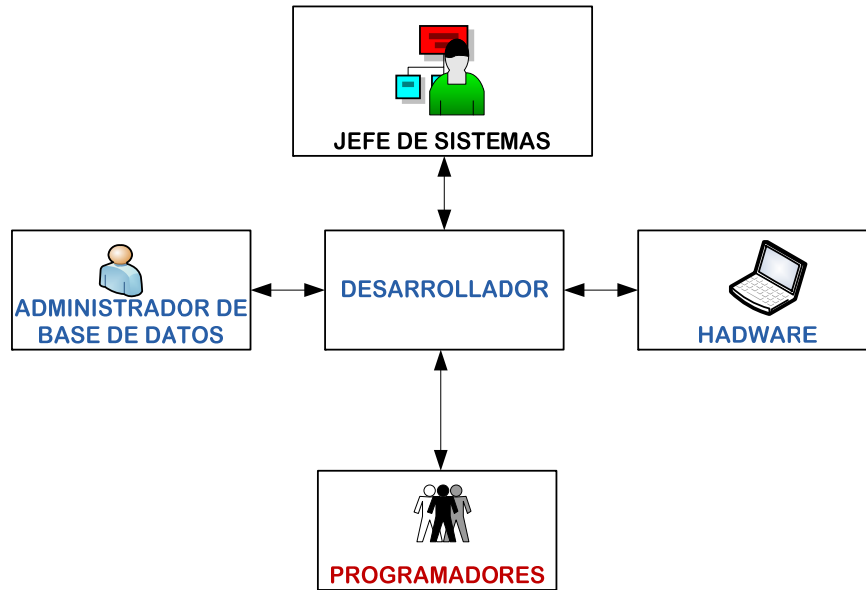 JEFE DE SISTEMAS
ADMINISTRADOR DE
BASE DE DATOS
DESARROLLADOR
HADWARE
PROGRAMADORES